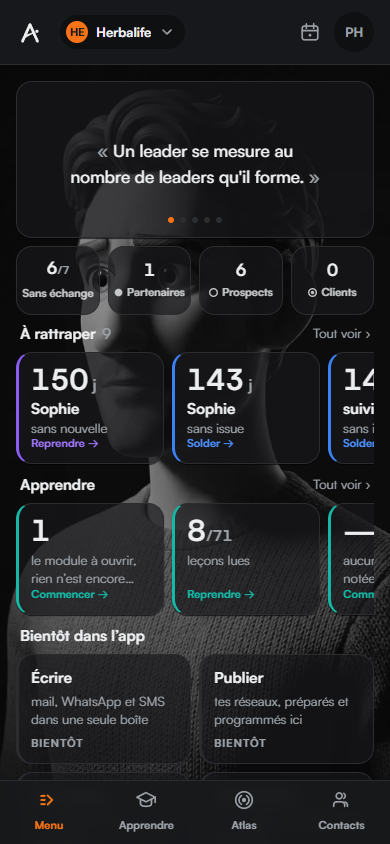 HE Herbalife
PH
« Un leader se mesure au
nombre de leaders qu'il forme. »
6/7
Sans échange
1
Partenaires
6
Prospects
0
Clients
À rattraper 9
Tout voir ›
150 j
Sophie
sans nouvelle
Reprendre →
143 j
Sophie
sans issue
Solder →
14
suivi
sans i
Solder
Apprendre
Tout voir ›
1
le module à ouvrir,
rien n'est encore…
Commencer →
8/71
leçons lues
Reprendre →
—
aucun
notée
Comm
Bientôt dans l'app
Écrire
mail, WhatsApp et SMS
dans une seule boîte
BIENTÔT
Publier
tes réseaux, préparés et
programmés ici
BIENTÔT
Menu
Apprendre
Atlas
Contacts